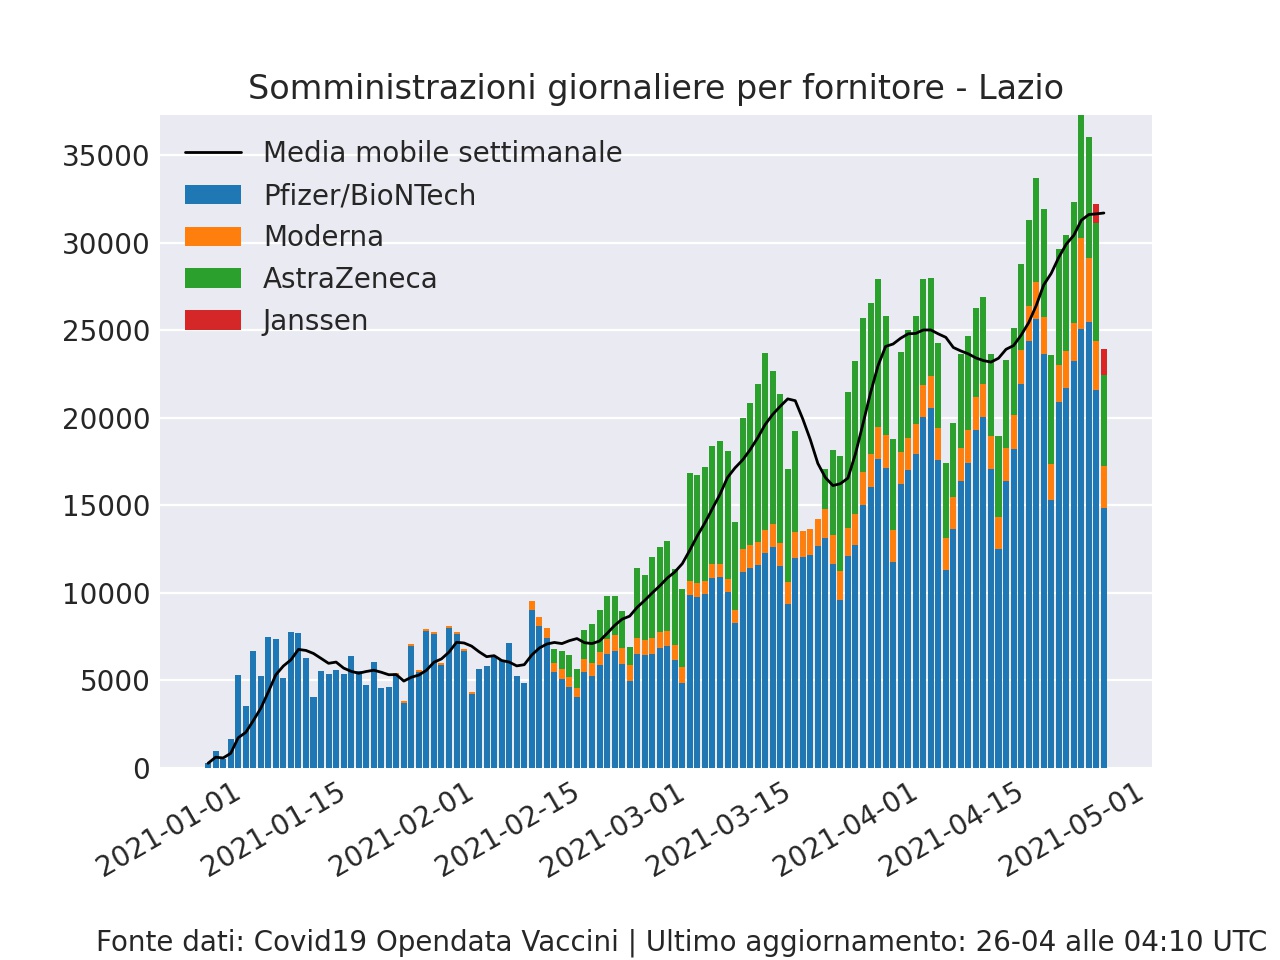 Somministrazioni giornaliere per fornitore - Lazio
Media mobile settimanale
Pfizer/BioNTech
Moderna
AstraZeneca
Janssen
35000
30000
25000
20000
15000
10000
5000
0
2021-01-01
2021-01-15
2021-02-01
2021-02-15
2021-03-01
2021-03-15
2021-04-01
2021-04-15
2021-05-01
Fonte dati: Covid19 Opendata Vaccini | Ultimo aggiornamento: 26-04 alle 04:10 UTC